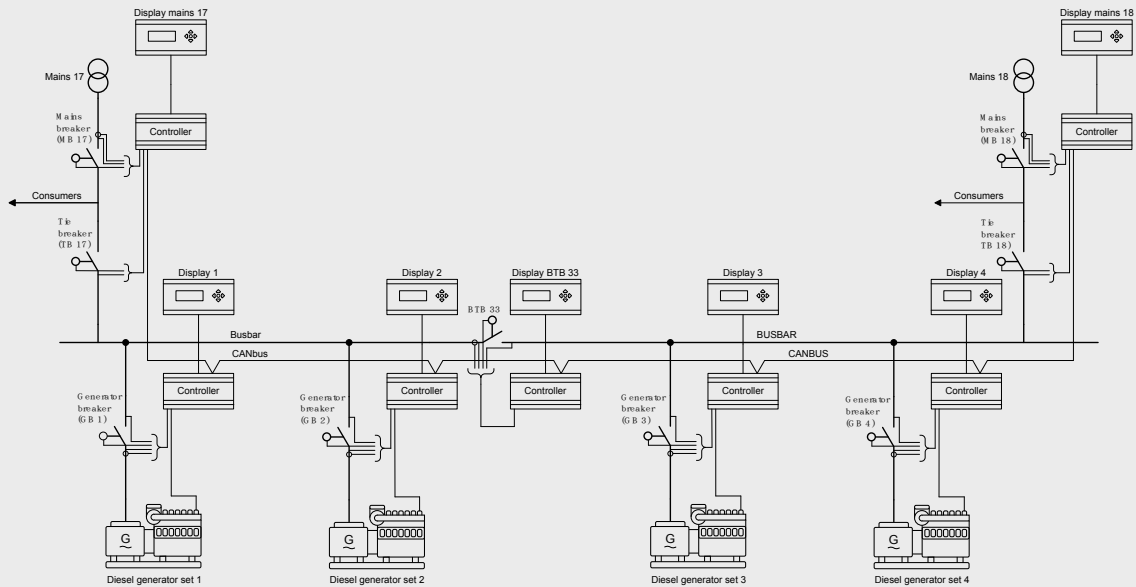 Display mains 17
Display mains 18
Mains 17
Mains 18
Mains
breaker
(MB 17)
Controller
Mains
breaker
(MB 18)
Controller
Consumers
Consumers
Tie
breaker
(TB 17)
Tie
breaker
TB 18)
Display 1
Display 2
Display BTB 33
Display 3
Display 4
BTB 33
Busbar
BUSBAR
CANbus
CANBUS
Controller
Controller
Controller
Controller
Controller
Generator
breaker
(GB 1)
Generator
breaker
(GB 2)
Generator
breaker
(GB 3)
Generator
breaker
(GB 4)
G
~
G
~
G
~
G
~
Diesel generator set 1
Diesel generator set 2
Diesel generator set 3
Diesel generator set 4